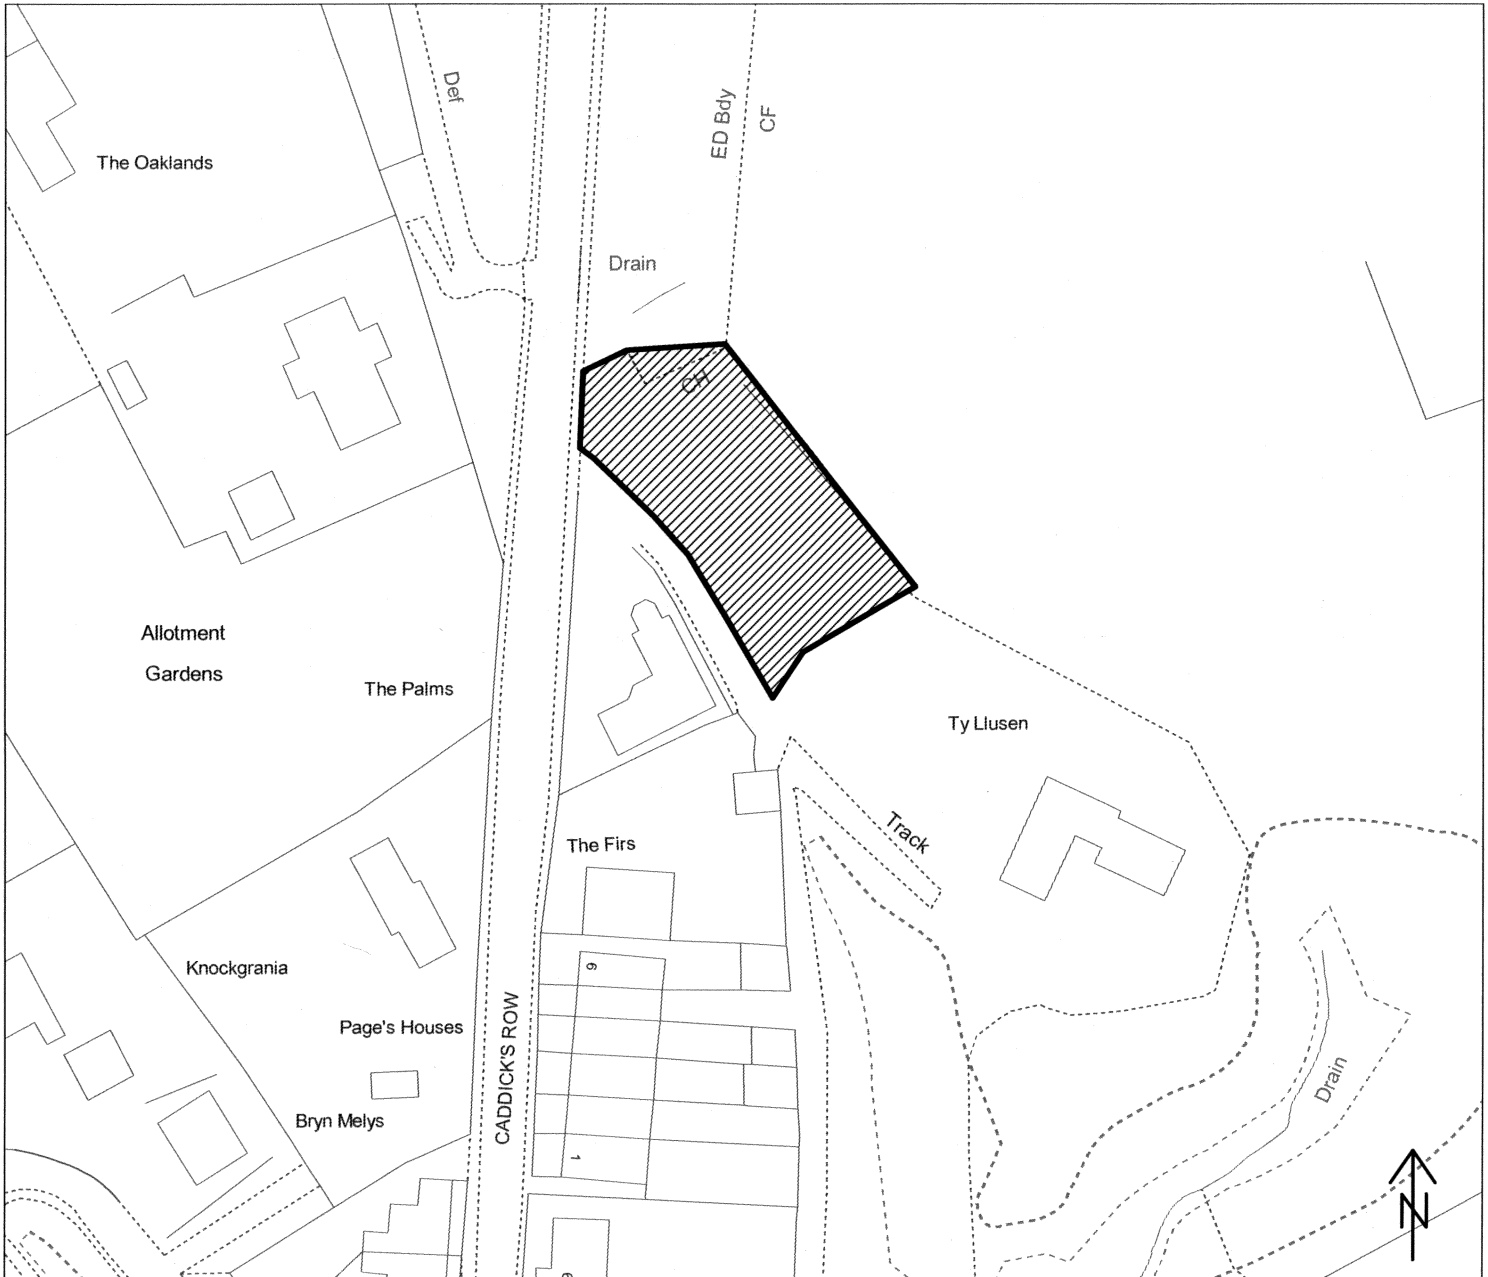 Def
ED Bdy
CF
The Oaklands
Drain
CH
Allotment
Gardens
The Palms
Ty Llusen
Track
The Firs
Knockgrania
6
Page's Houses
CADDICK'S ROW
Drain
Bryn Melys
1
N